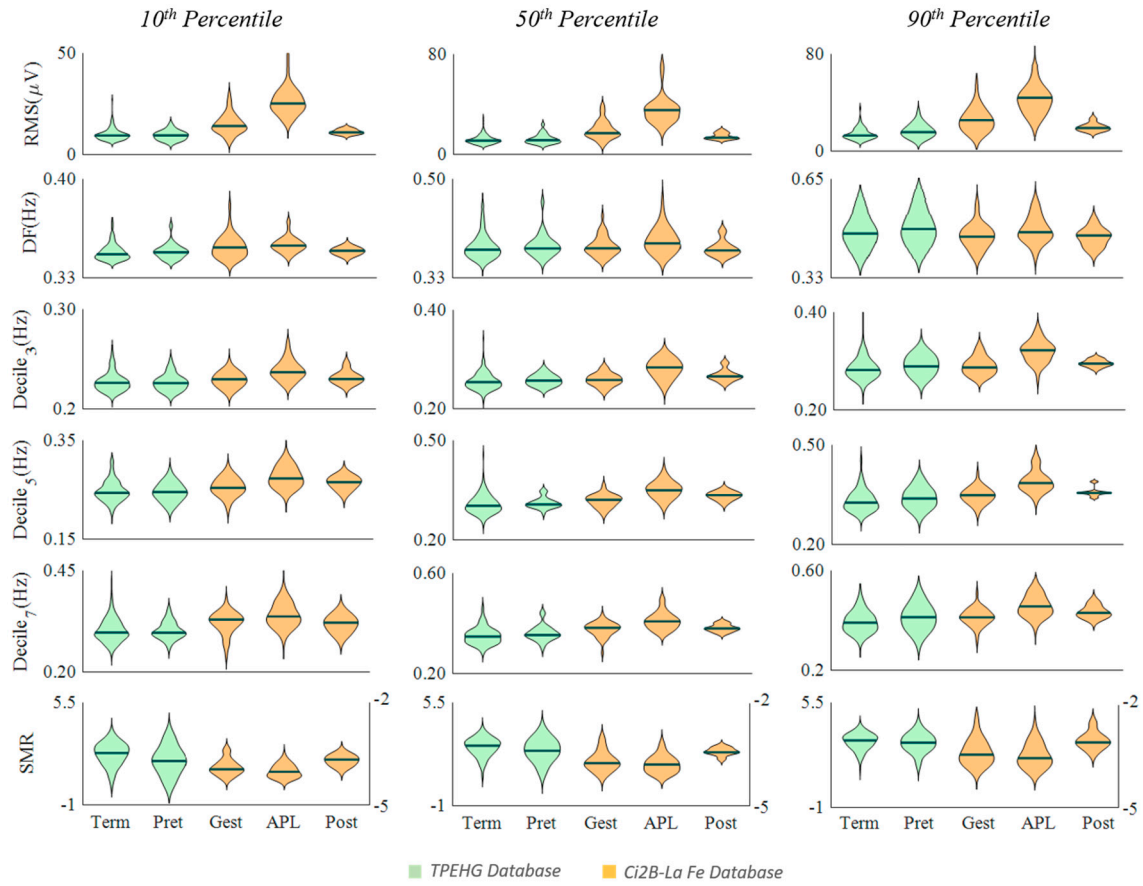 10th Percentile 50th Percentile 90th Percentile
RMS(μV) 50 0 80 0 80 0
DF(Hz) 0.40 0.33 0.50 0.33 0.65 0.33
Decile3(Hz) 0.30 0.2 0.40 0.20 0.40 0.20
Decile5(Hz) 0.35 0.15 0.50 0.20 0.50 0.20
Decile7(Hz) 0.45 0.20 0.60 0.20 0.60 0.2
SMR 5.5 -1 -2 -5 5.5 -1 -2 -5 5.5 -1 -2 -5
Term Pret Gest APL Post Term Pret Gest APL Post Term Pret Gest APL Post
TPEHG Database Ci2B-La Fe Database